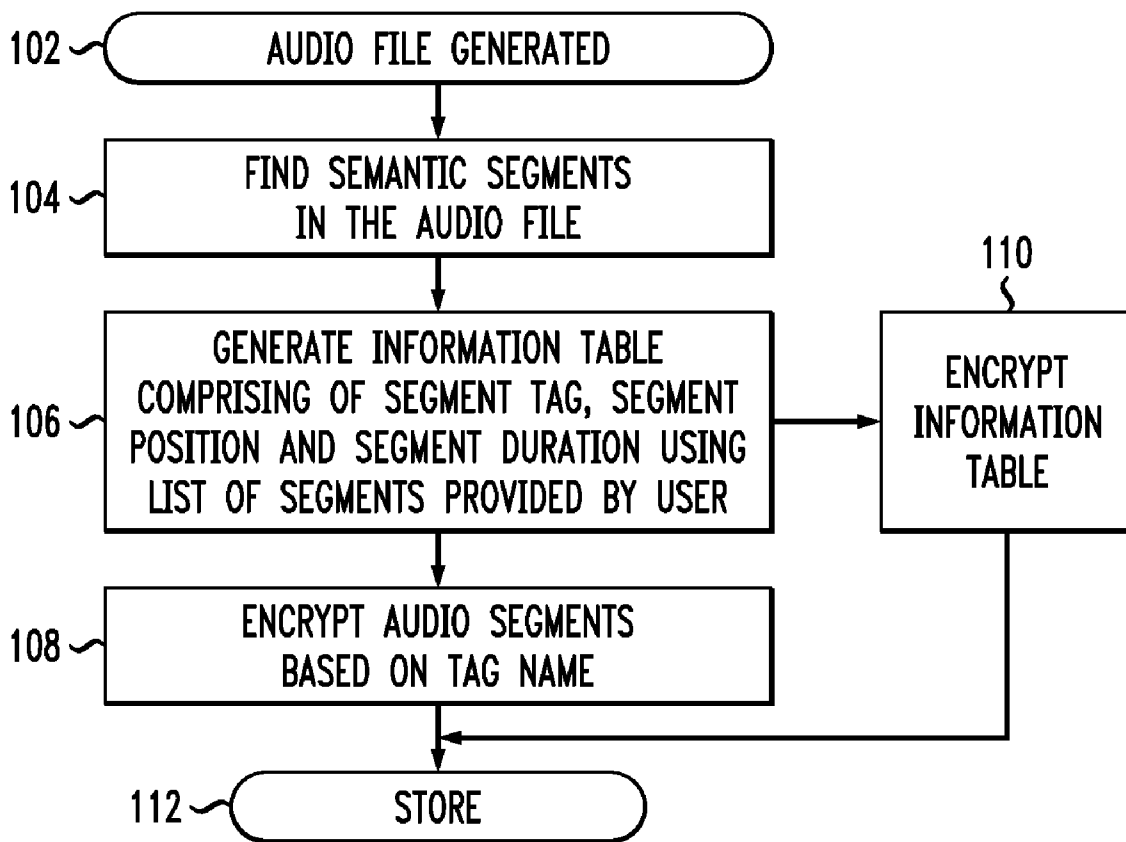 102
AUDIO FILE GENERATED
104
FIND SEMANTIC SEGMENTS
IN THE AUDIO FILE
106
GENERATE INFORMATION TABLE
COMPRISING OF SEGMENT TAG, SEGMENT
POSITION AND SEGMENT DURATION USING
LIST OF SEGMENTS PROVIDED BY USER
110
ENCRYPT
INFORMATION
TABLE
108
ENCRYPT AUDIO SEGMENTS
BASED ON TAG NAME
112
STORE